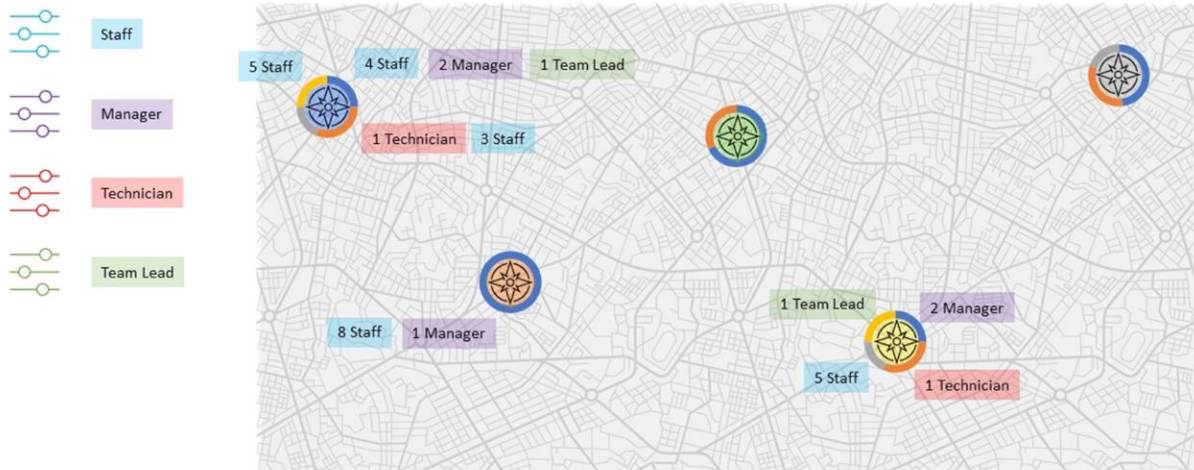 Staff
Manager
Technician
Team Lead
5 Staff
4 Staff
2 Manager
1 Team Lead
1 Technician
3 Staff
8 Staff
1 Manager
1 Team Lead
2 Manager
5 Staff
1 Technician